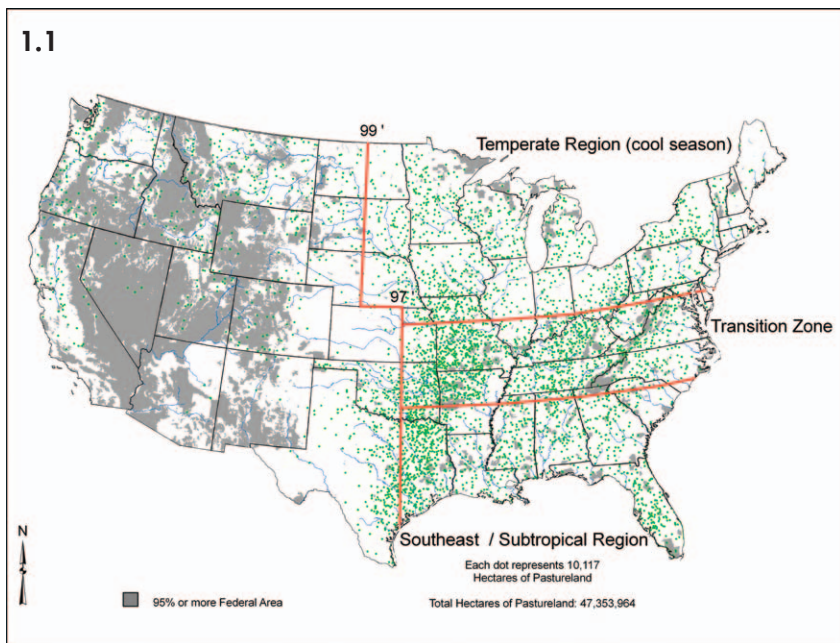 1.1
99 '
Temperate Region (cool season)
97
Transition Zone
N
Southeast / Subtropical Region
Each dot represents 10,117
Hectares of Pastureland
95% or more Federal Area
Total Hectares of Pastureland: 47,353,964